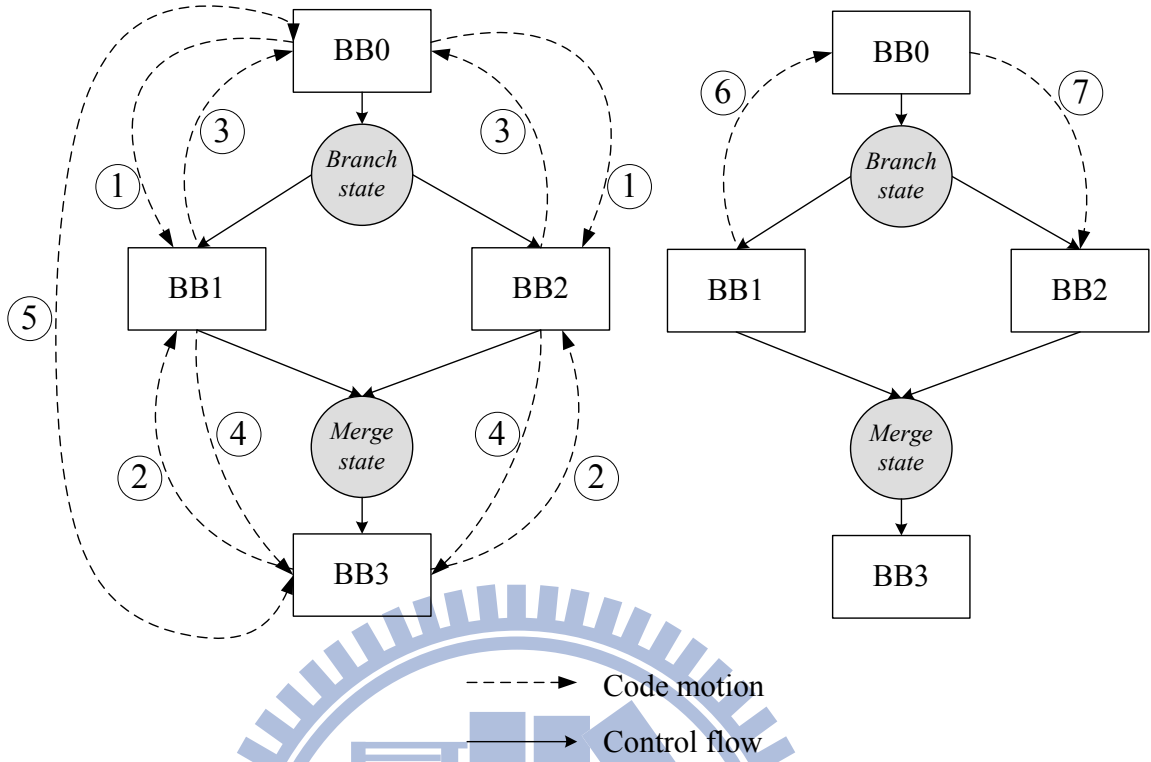 BB0
3
3
1
1
Branch
state
BB1
BB2
5
4
4
2
2
Merge
state
BB3
BB0
6
7
Branch
state
BB1
BB2
Merge
state
BB3
Code motion
Control flow